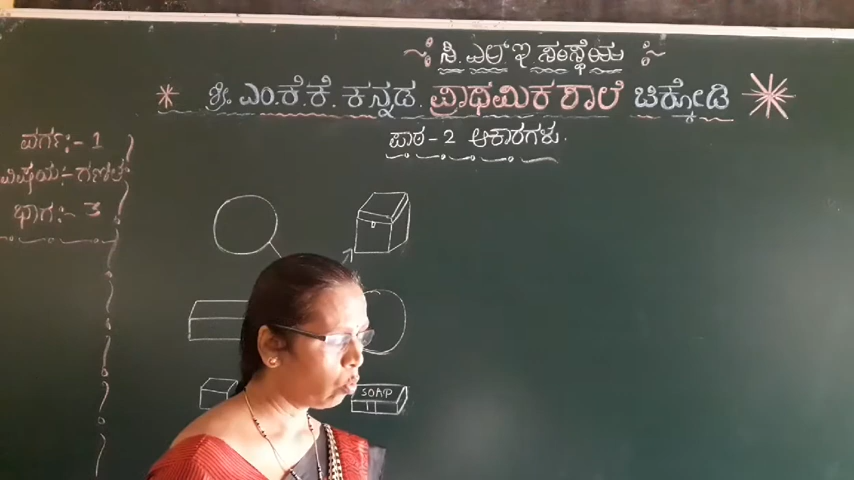 ಸಿ. ಎಲ್. ಇ ಸಂಸ್ಥೆಯ
ಶ್ರೀ. ಎಂ.ಕೆ.ಕೆ. ಕನ್ನಡ ಪ್ರಾಥಮಿಕ ಶಾಲೆ ಚಿಕ್ಕೋಡಿ
ಪಾಠ-2 ಆಕಾರಗಳು.
ವರ್ಗ:-1
ವಿಷಯ:-ಗಣಿತ
ಭಾಗ:-3
SOAP